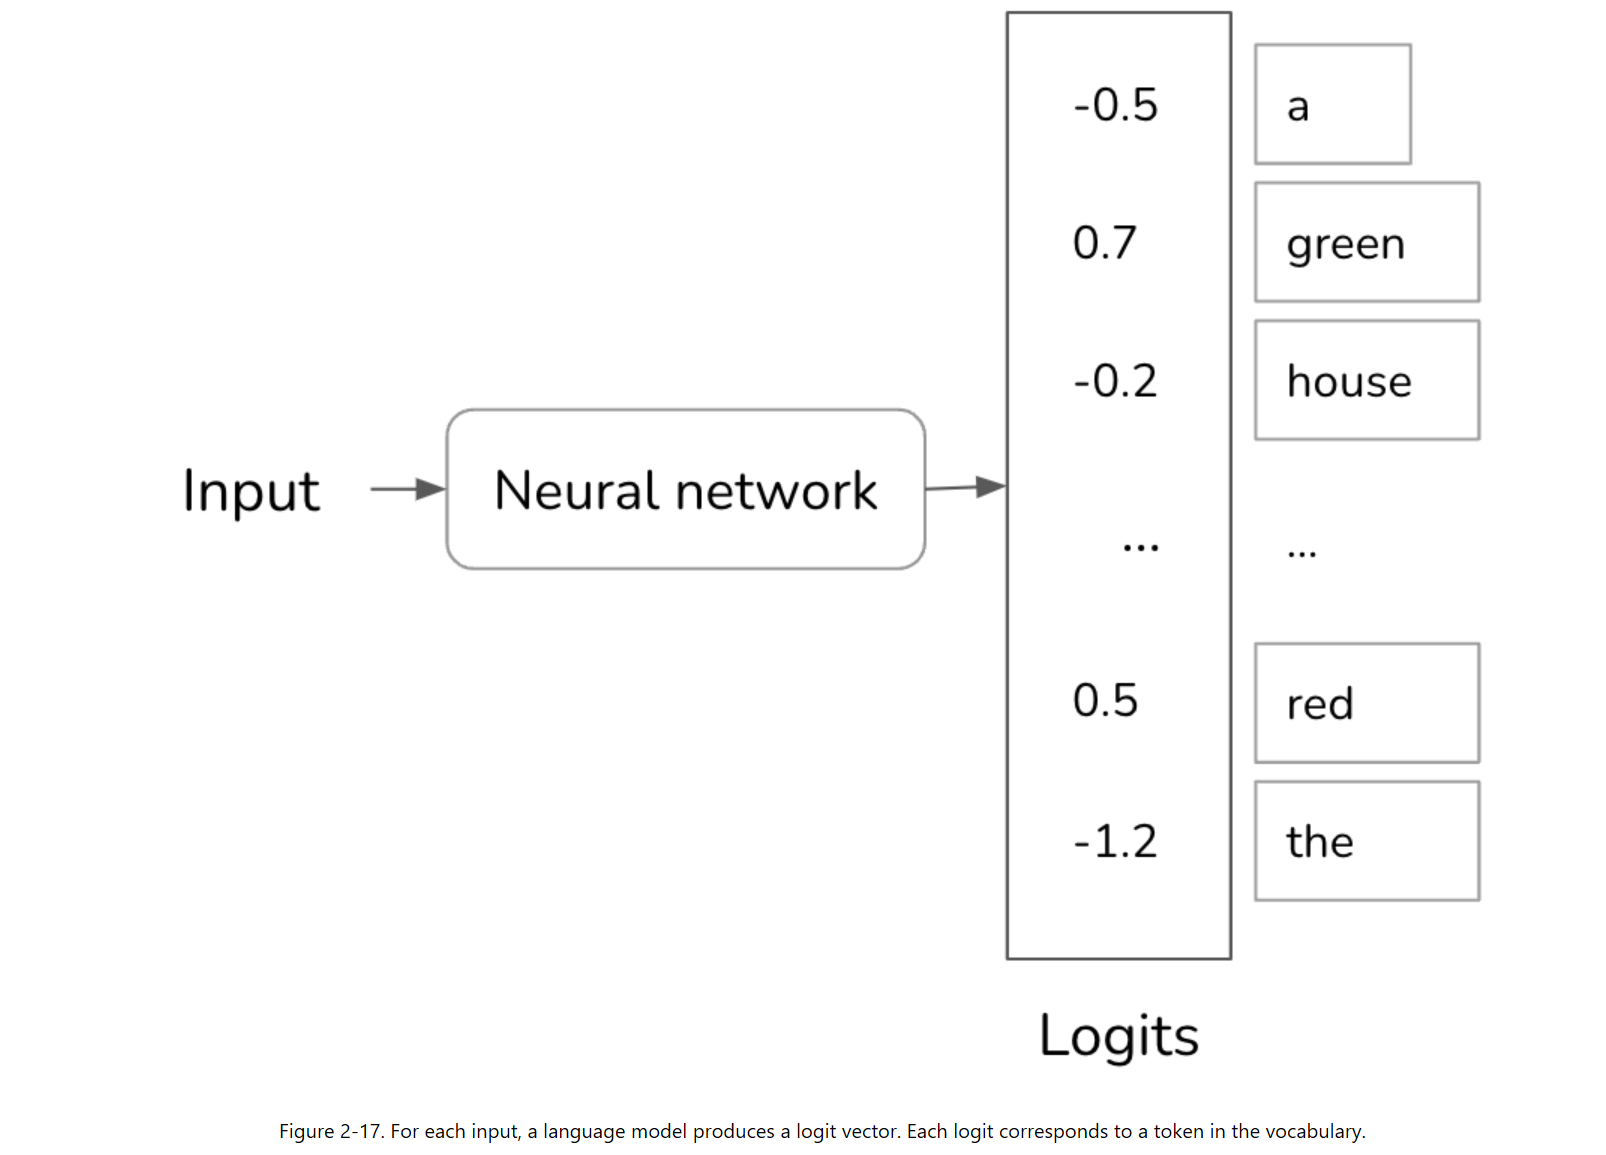 -0.5 a
0.7 green
-0.2 house
Input Neural network
... ...
0.5 red
-1.2 the
Logits
Figure 2-17. For each input, a language model produces a logit vector. Each logit corresponds to a token in the vocabulary.